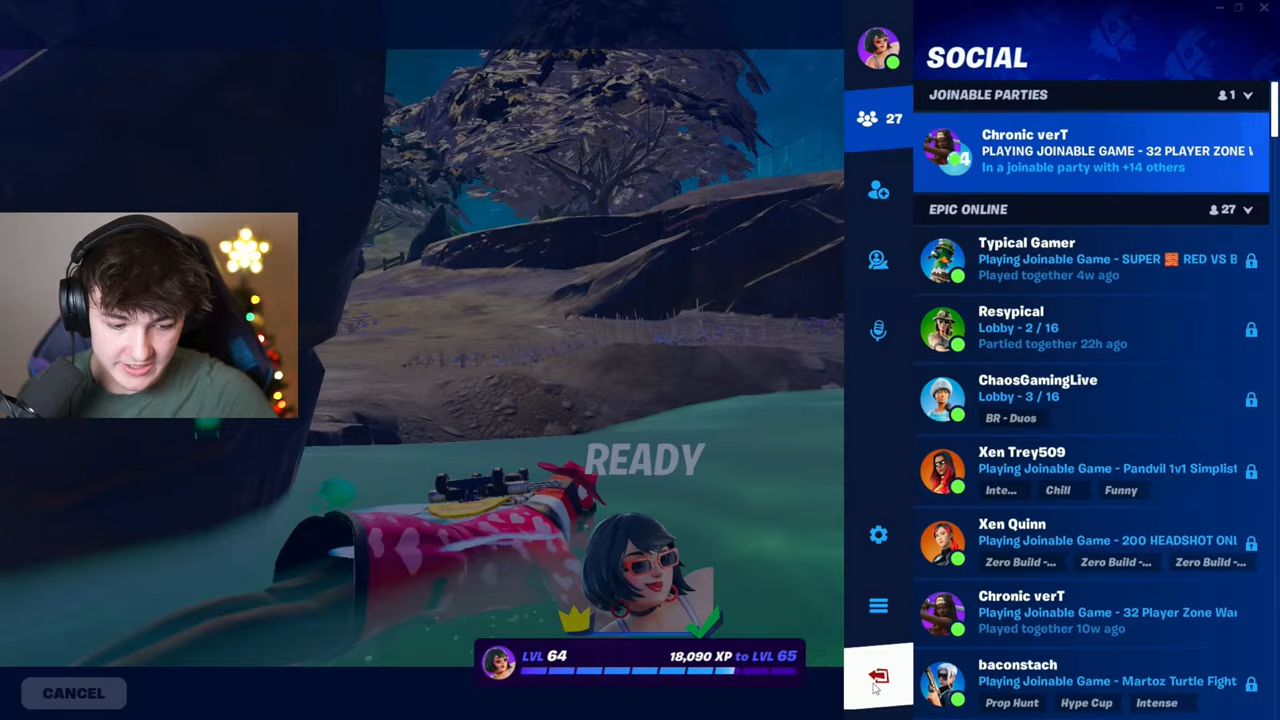 SOCIAL
JOINABLE PARTIES
1
27
Chronic verT
PLAYING JOINABLE GAME - 32 PLAYER ZONE
In a joinable party with +14 others
4
EPIC ONLINE
27
Typical Gamer
Playing Joinable Game - SUPER 🧱 RED VS B
Played together 4w ago
Resypical
Lobby - 2 / 16
Partied together 22h ago
ChaosGamingLive
Lobby - 3 / 16
BR - Duos
Xen Trey509
Playing Joinable Game - Pandvil 1v1 Simplist
Inte... Chill Funny
Xen Quinn
Playing Joinable Game - 200 HEADSHOT ONL
Zero Build -... Zero Build -... Zero Build -...
Chronic verT
Playing Joinable Game - 32 Player Zone War
Played together 10w ago
baconstach
Playing Joinable Game - Martoz Turtle Fight
Prop Hunt Hype Cup Intense
READY
LVL 64 18,090 XP to LVL 65
CANCEL